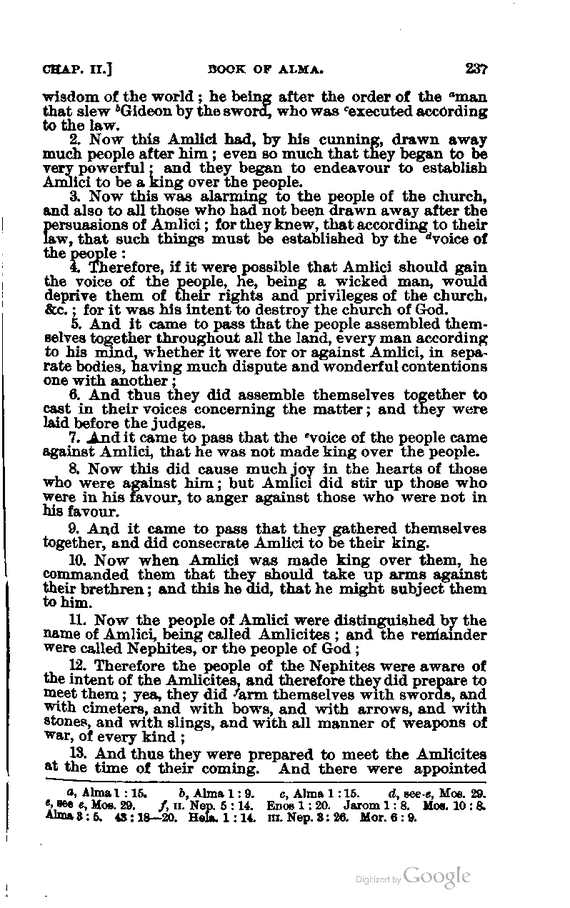 CHAP. II.] BOOK OF ALMA. 237
wisdom of the world; he being after the order of the ᵃman
that slew ᵇGideon by the sword, who was ᶜexecuted according
to the law.
2. Now this Amlici had, by his cunning, drawn away
much people after him; even so much that they began to be
very powerful; and they began to endeavour to establish
Amlici to be a king over the people.
3. Now this was alarming to the people of the church,
and also to all those who had not been drawn away after the
persuasions of Amlici; for they knew, that according to their
law, that such things must be established by the ᵈvoice of
the people:
4. Therefore, if it were possible that Amlici should gain
the voice of the people, he, being a wicked man, would
deprive them of their rights and privileges of the church,
&c.; for it was his intent to destroy the church of God.
5. And it came to pass that the people assembled them-
selves together throughout all the land, every man according
to his mind, whether it were for or against Amlici, in sepa-
rate bodies, having much dispute and wonderful contentions
one with another;
6. And thus they did assemble themselves together to
cast in their voices concerning the matter; and they were
laid before the judges.
7. And it came to pass that the ᵉvoice of the people came
against Amlici, that he was not made king over the people.
8. Now this did cause much joy in the hearts of those
who were against him; but Amlici did stir up those who
were in his favour, to anger against those who were not in
his favour.
9. And it came to pass that they gathered themselves
together, and did consecrate Amlici to be their king.
10. Now when Amlici was made king over them, he
commanded them that they should take up arms against
their brethren; and this he did, that he might subject them
to him.
11. Now the people of Amlici were distinguished by the
name of Amlici, being called Amlicites; and the remainder
were called Nephites, or the people of God;
12. Therefore the people of the Nephites were aware of
the intent of the Amlicites, and therefore they did prepare to
meet them; yea, they did ᶠarm themselves with swords, and
with cimeters, and with bows, and with arrows, and with
stones, and with slings, and with all manner of weapons of
war, of every kind;
13. And thus they were prepared to meet the Amlicites
at the time of their coming. And there were appointed
a, Alma 1:15. b, Alma 1:9. c, Alma 1:15. d, see e, Mos. 29.
e, see e, Mos. 29. f, II. Nep. 5:14. Enos 1:20. Jarom 1:8. Mos. 10:8.
Alma 3:5. 43:18—20. Hela. 1:14. III. Nep. 3:26. Mor. 6:9.
Digitized by Google